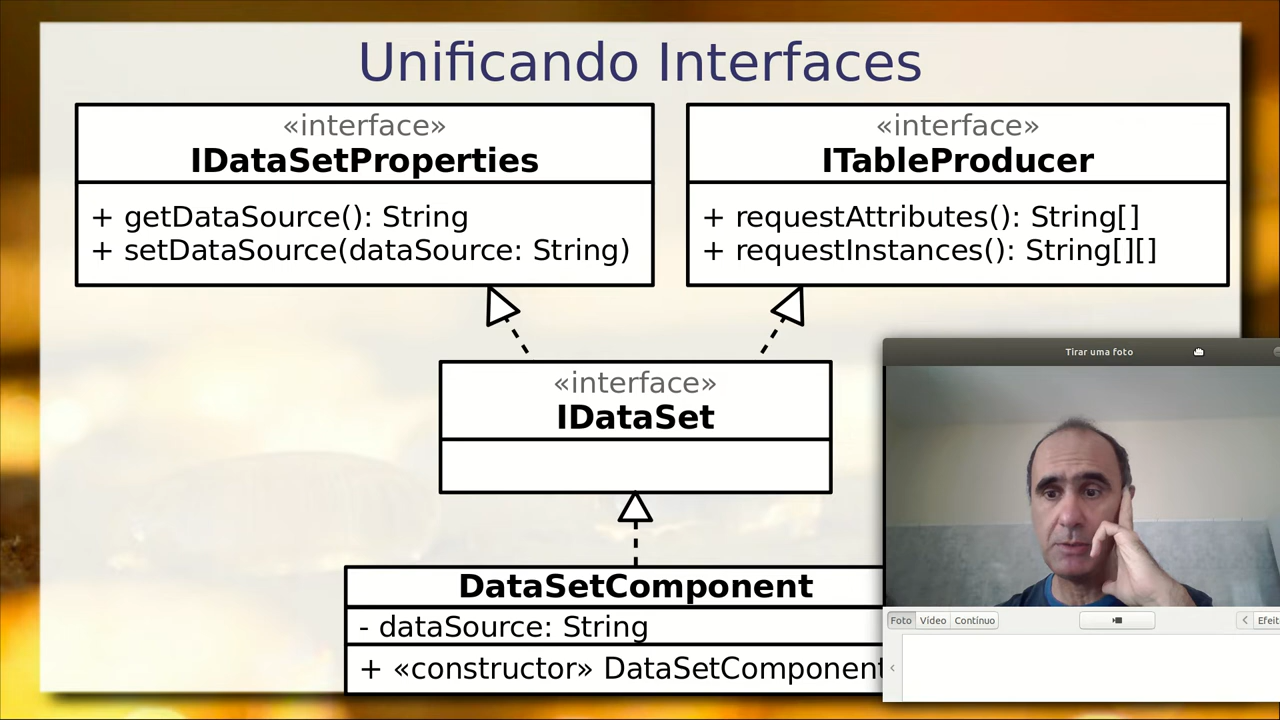 Unificando Interfaces
«interface»
IDataSetProperties
+ getDataSource(): String
+ setDataSource(dataSource: String)
«interface»
ITableProducer
+ requestAttributes(): String[]
+ requestInstances(): String[][]
«interface»
IDataSet
DataSetComponent
- dataSource: String
+ «constructor» DataSetComponent
Tirar uma foto
Foto Vídeo Contínuo
Efeit